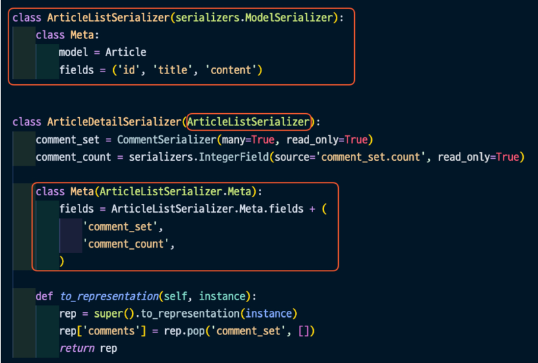 class ArticleListSerializer(serializers.ModelSerializer):
    class Meta:
        model = Article
        fields = ('id', 'title', 'content')
class ArticleDetailSerializer(ArticleListSerializer):
    comment_set = CommentSerializer(many=True, read_only=True)
    comment_count = serializers.IntegerField(source='comment_set.count', read_only=True)
    class Meta(ArticleListSerializer.Meta):
        fields = ArticleListSerializer.Meta.fields + (
            'comment_set',
            'comment_count',
        )
    def to_representation(self, instance):
        rep = super().to_representation(instance)
        rep['comments'] = rep.pop('comment_set', [])
        return rep